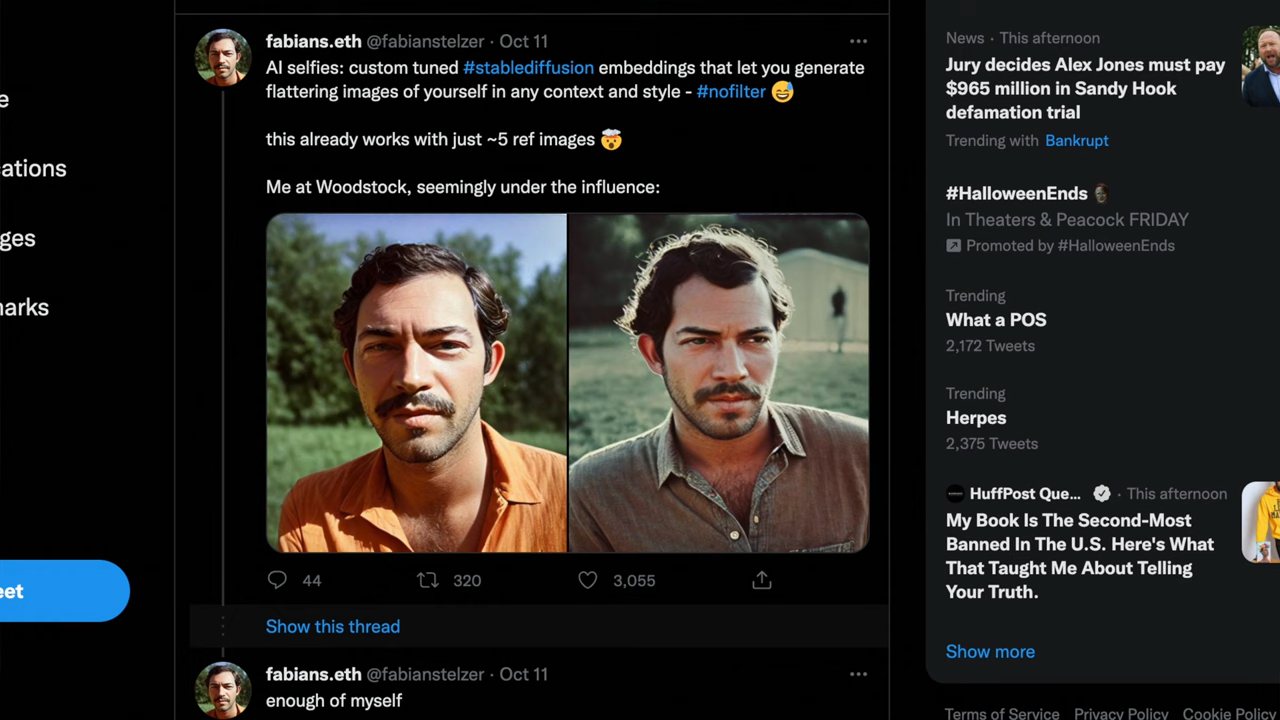 e
ations
ges
arks
eet
fabians.eth @fabianstelzer · Oct 11
AI selfies: custom tuned #stablediffusion embeddings that let you generate
flattering images of yourself in any context and style - #nofilter 😅
this already works with just ~5 ref images 🤯
Me at Woodstock, seemingly under the influence:
44 320 3,055
Show this thread
fabians.eth @fabianstelzer · Oct 11
enough of myself
News · This afternoon
Jury decides Alex Jones must pay
$965 million in Sandy Hook
defamation trial
Trending with Bankrupt
#HalloweenEnds
In Theaters & Peacock FRIDAY
Promoted by #HalloweenEnds
Trending
What a POS
2,172 Tweets
Trending
Herpes
2,375 Tweets
HuffPost Que... · This afternoon
My Book Is The Second-Most
Banned In The U.S. Here's What
That Taught Me About Telling
Your Truth.
Show more
Terms of Service Privacy Policy Cookie Policy